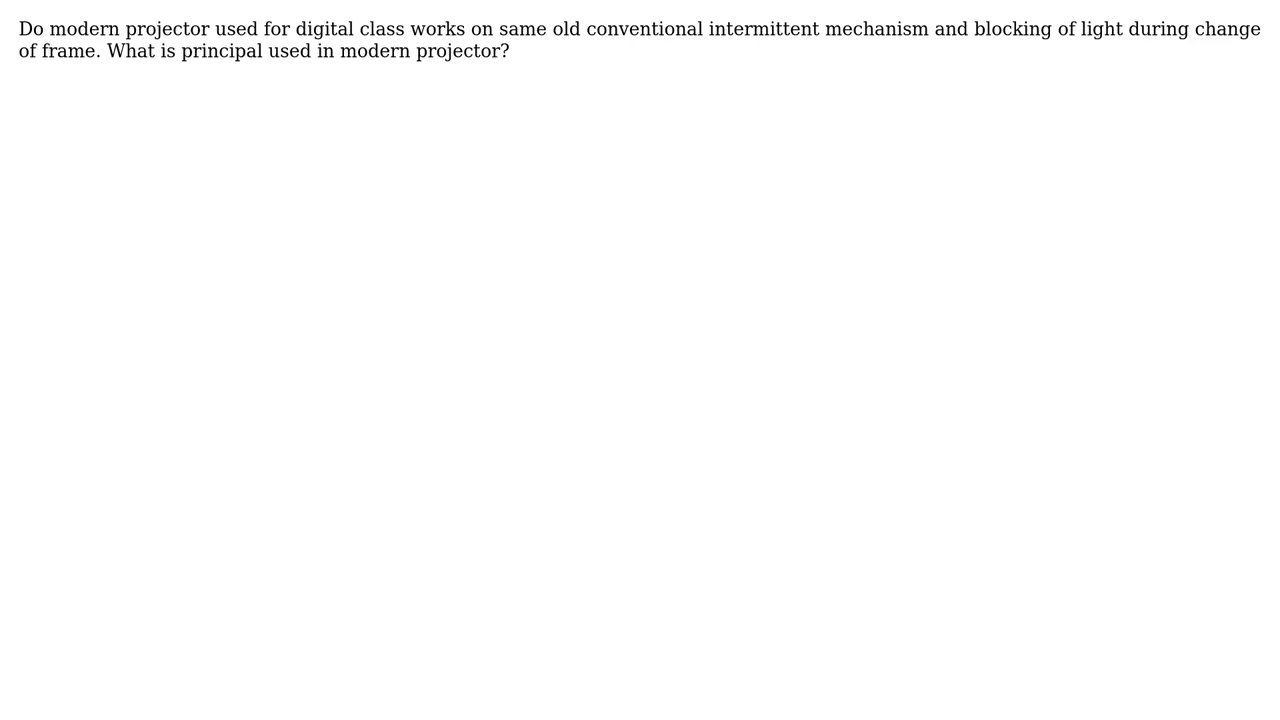 Do modern projector used for digital class works on same old conventional intermittent mechanism and blocking of light during change
of frame. What is principal used in modern projector?